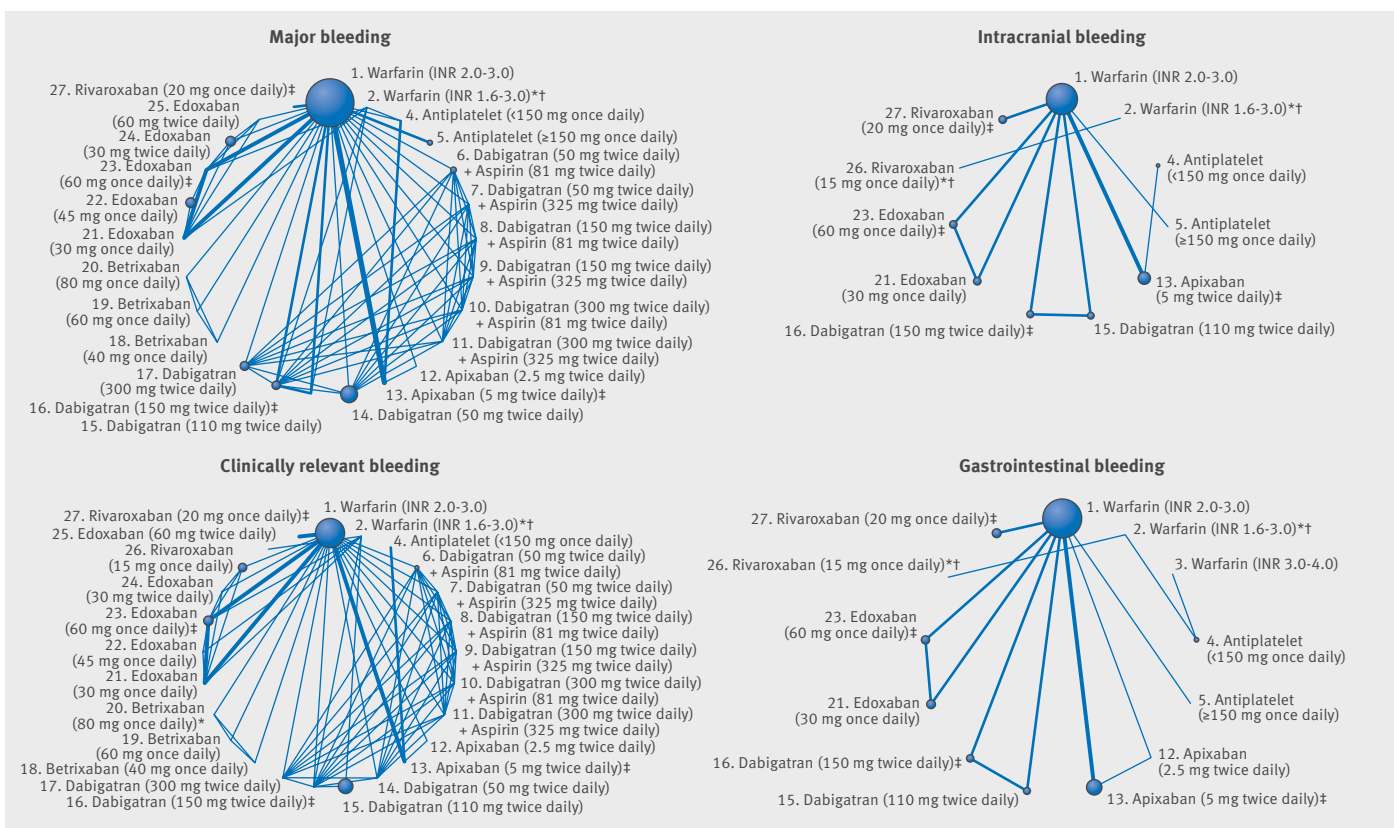 Major bleeding
1. Warfarin (INR 2.0-3.0)
2. Warfarin (INR 1.6-3.0)*†
4. Antiplatelet (<150 mg once daily)
5. Antiplatelet (≥150 mg once daily)
6. Dabigatran (50 mg twice daily)
+ Aspirin (81 mg twice daily)
7. Dabigatran (50 mg twice daily)
+ Aspirin (325 mg twice daily)
8. Dabigatran (150 mg twice daily)
+ Aspirin (81 mg twice daily)
9. Dabigatran (150 mg twice daily)
+ Aspirin (325 mg twice daily)
10. Dabigatran (300 mg twice daily)
+ Aspirin (81 mg twice daily)
11. Dabigatran (300 mg twice daily)
+ Aspirin (325 mg twice daily)
12. Apixaban (2.5 mg twice daily)
13. Apixaban (5 mg twice daily)‡
14. Dabigatran (50 mg twice daily)
15. Dabigatran (110 mg twice daily)
16. Dabigatran (150 mg twice daily)‡
17. Dabigatran
(300 mg twice daily)
18. Betrixaban
(40 mg once daily)
19. Betrixaban
(60 mg once daily)
20. Betrixaban
(80 mg once daily)
21. Edoxaban
(30 mg once daily)
22. Edoxaban
(45 mg once daily)
23. Edoxaban
(60 mg once daily)‡
24. Edoxaban
(30 mg twice daily)
25. Edoxaban
(60 mg twice daily)
27. Rivaroxaban (20 mg once daily)‡
Intracranial bleeding
1. Warfarin (INR 2.0-3.0)
2. Warfarin (INR 1.6-3.0)*†
4. Antiplatelet
(<150 mg once daily)
5. Antiplatelet
(≥150 mg once daily)
13. Apixaban
(5 mg twice daily)‡
15. Dabigatran (110 mg twice daily)
16. Dabigatran (150 mg twice daily)‡
21. Edoxaban
(30 mg once daily)
23. Edoxaban
(60 mg once daily)‡
26. Rivaroxaban
(15 mg once daily)*†
27. Rivaroxaban
(20 mg once daily)‡
Clinically relevant bleeding
1. Warfarin (INR 2.0-3.0)
2. Warfarin (INR 1.6-3.0)*†
4. Antiplatelet (<150 mg once daily)
6. Dabigatran (50 mg twice daily)
+ Aspirin (81 mg twice daily)
7. Dabigatran (50 mg twice daily)
+ Aspirin (325 mg twice daily)
8. Dabigatran (150 mg twice daily)
+ Aspirin (81 mg twice daily)
9. Dabigatran (150 mg twice daily)
+ Aspirin (325 mg twice daily)
10. Dabigatran (300 mg twice daily)
+ Aspirin (81 mg twice daily)
11. Dabigatran (300 mg twice daily)
+ Aspirin (325 mg twice daily)
12. Apixaban (2.5 mg twice daily)
13. Apixaban (5 mg twice daily)‡
14. Dabigatran (50 mg twice daily)
15. Dabigatran (110 mg twice daily)
16. Dabigatran (150 mg twice daily)‡
17. Dabigatran (300 mg twice daily)
18. Betrixaban (40 mg once daily)
19. Betrixaban
(60 mg once daily)
20. Betrixaban
(80 mg once daily)*
21. Edoxaban
(30 mg once daily)
22. Edoxaban
(45 mg once daily)
23. Edoxaban
(60 mg once daily)‡
24. Edoxaban
(30 mg twice daily)
26. Rivaroxaban
(15 mg once daily)
25. Edoxaban (60 mg twice daily)
27. Rivaroxaban (20 mg once daily)‡
Gastrointestinal bleeding
1. Warfarin (INR 2.0-3.0)
2. Warfarin (INR 1.6-3.0)*†
3. Warfarin (INR 3.0-4.0)
4. Antiplatelet
(<150 mg once daily)
5. Antiplatelet
(≥150 mg once daily)
12. Apixaban
(2.5 mg twice daily)
13. Apixaban (5 mg twice daily)‡
15. Dabigatran (110 mg twice daily)
16. Dabigatran (150 mg twice daily)‡
21. Edoxaban
(30 mg once daily)
23. Edoxaban
(60 mg once daily)‡
26. Rivaroxaban (15 mg once daily)*†
27. Rivaroxaban (20 mg once daily)‡